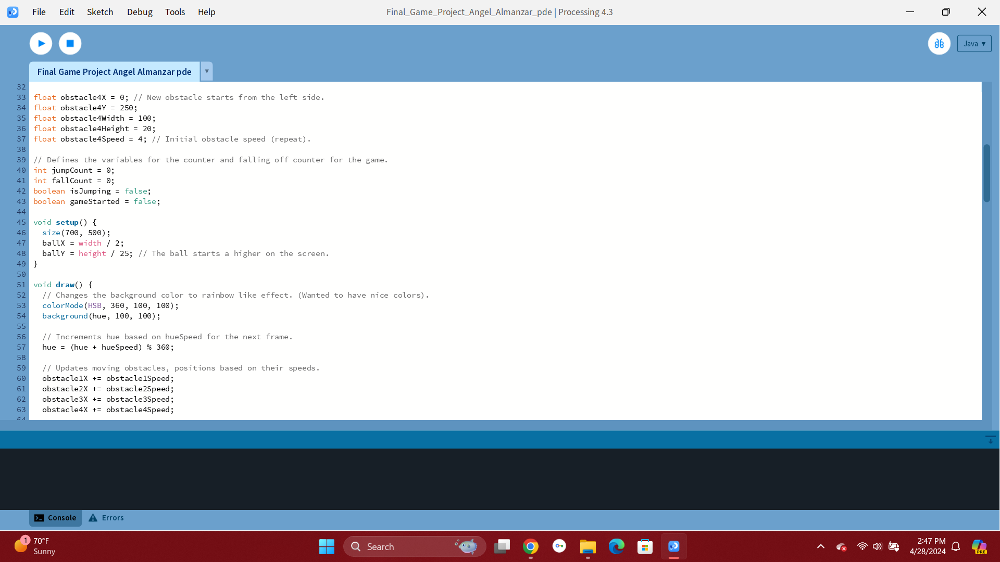 File Edit Sketch Debug Tools Help Final_Game_Project_Angel_Almanzar_pde | Processing 4.3
Java ▾
Final Game Project Angel Almanzar pde ▾
32
33 float obstacle4X = 0; // New obstacle starts from the left side.
34 float obstacle4Y = 250;
35 float obstacle4Width = 100;
36 float obstacle4Height = 20;
37 float obstacle4Speed = 4; // Initial obstacle speed (repeat).
38
39 // Defines the variables for the counter and falling off counter for the game.
40 int jumpCount = 0;
41 int fallCount = 0;
42 boolean isJumping = false;
43 boolean gameStarted = false;
44
45 void setup() {
46   size(700, 500);
47   ballX = width / 2;
48   ballY = height / 25; // The ball starts a higher on the screen.
49 }
50
51 void draw() {
52   // Changes the background color to rainbow like effect. (Wanted to have nice colors).
53   colorMode(HSB, 360, 100, 100);
54   background(hue, 100, 100);
55
56   // Increments hue based on hueSpeed for the next frame.
57   hue = (hue + hueSpeed) % 360;
58
59   // Updates moving obstacles, positions based on their speeds.
60   obstacle1X += obstacle1Speed;
61   obstacle2X += obstacle2Speed;
62   obstacle3X += obstacle3Speed;
63   obstacle4X += obstacle4Speed;
64
Console Errors
1 70°F
Sunny
Search
2:47 PM
4/28/2024
PRE